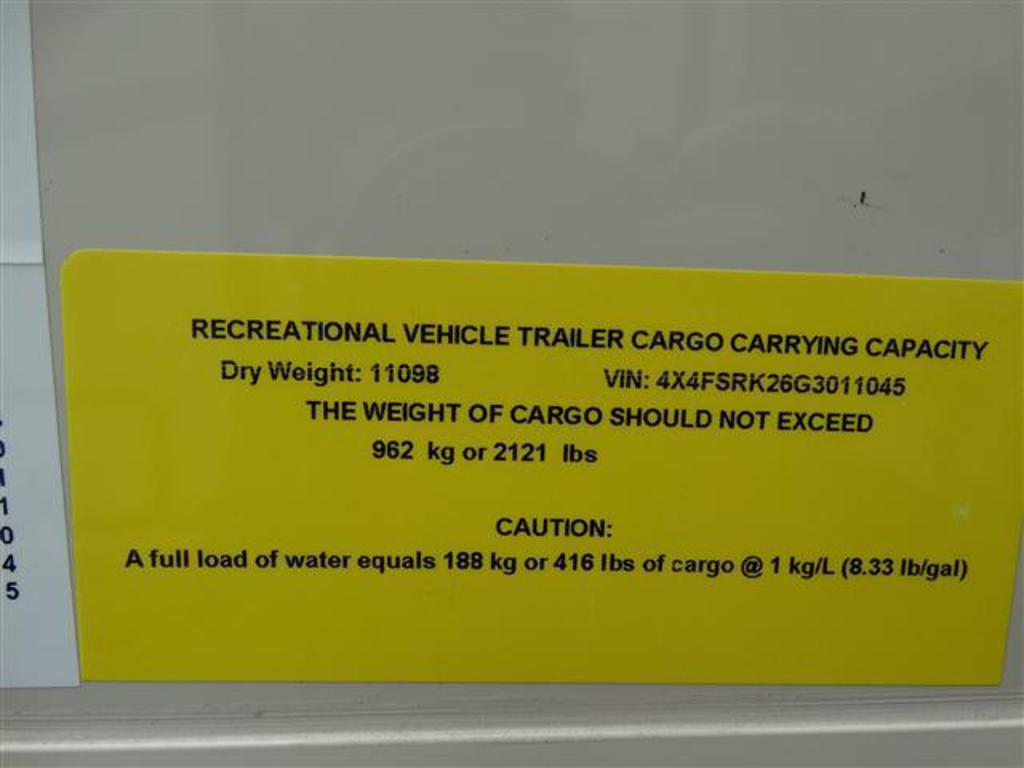 RECREATIONAL VEHICLE TRAILER CARGO CARRYING CAPACITY
Dry Weight: 11098 VIN: 4X4FSRK26G3011045
THE WEIGHT OF CARGO SHOULD NOT EXCEED
962 kg or 2121 lbs
CAUTION:
A full load of water equals 188 kg or 416 lbs of cargo @ 1 kg/L (8.33 lb/gal)
1
0
4
5